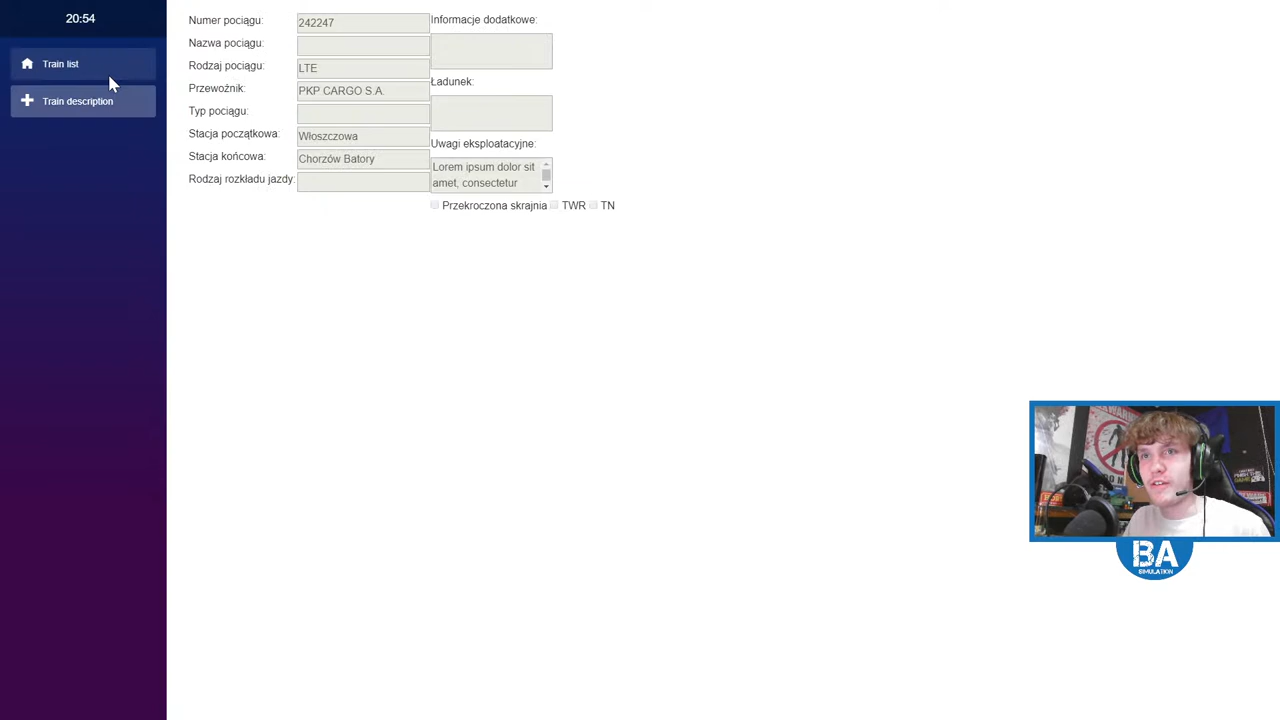 20:54
Train list
Train description
Numer pociągu: 242247
Nazwa pociągu:
Rodzaj pociągu: LTE
Przewoźnik: PKP CARGO S.A.
Typ pociągu:
Stacja początkowa: Włoszczowa
Stacja końcowa: Chorzów Batory
Rodzaj rozkładu jazdy:
Informacje dodatkowe:
Ładunek:
Uwagi eksploatacyjne:
Lorem ipsum dolor sit
amet, consectetur
Przekroczona skrajnia TWR TN
BA
SIMULATION